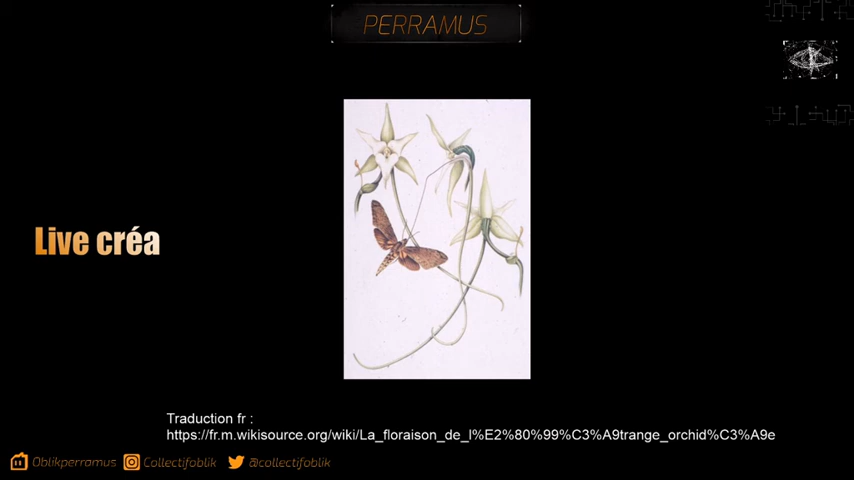 PERRAMUS
Live créa
Traduction fr :
https://fr.m.wikisource.org/wiki/La_floraison_de_l%E2%80%99%C3%A9trange_orchid%C3%A9e
Oblikperramus Collectifoblik @collectifoblik